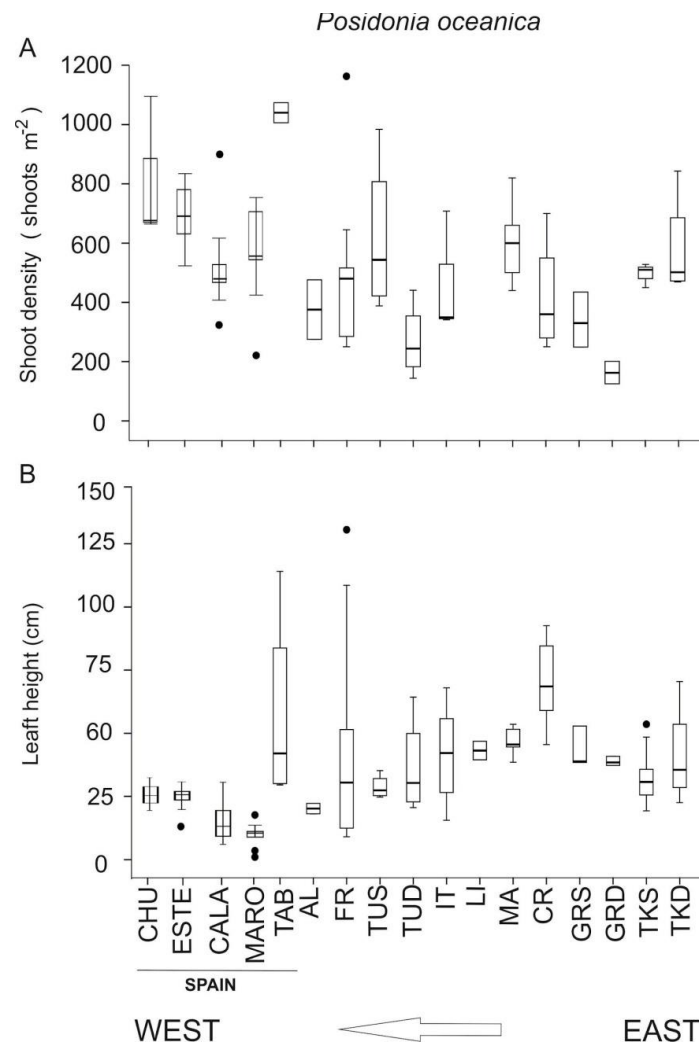 Posidonia oceanica
A
Shoot density ( shoots m-2)
1200
1000
800
600
400
200
0
B
Leaft height (cm)
150
125
100
75
60
25
0
CHU
ESTE
CALA
MARO
TAB
AL
FR
TUS
TUD
IT
LI
MA
CR
GRS
GRD
TKS
TKD
SPAIN
WEST
EAST